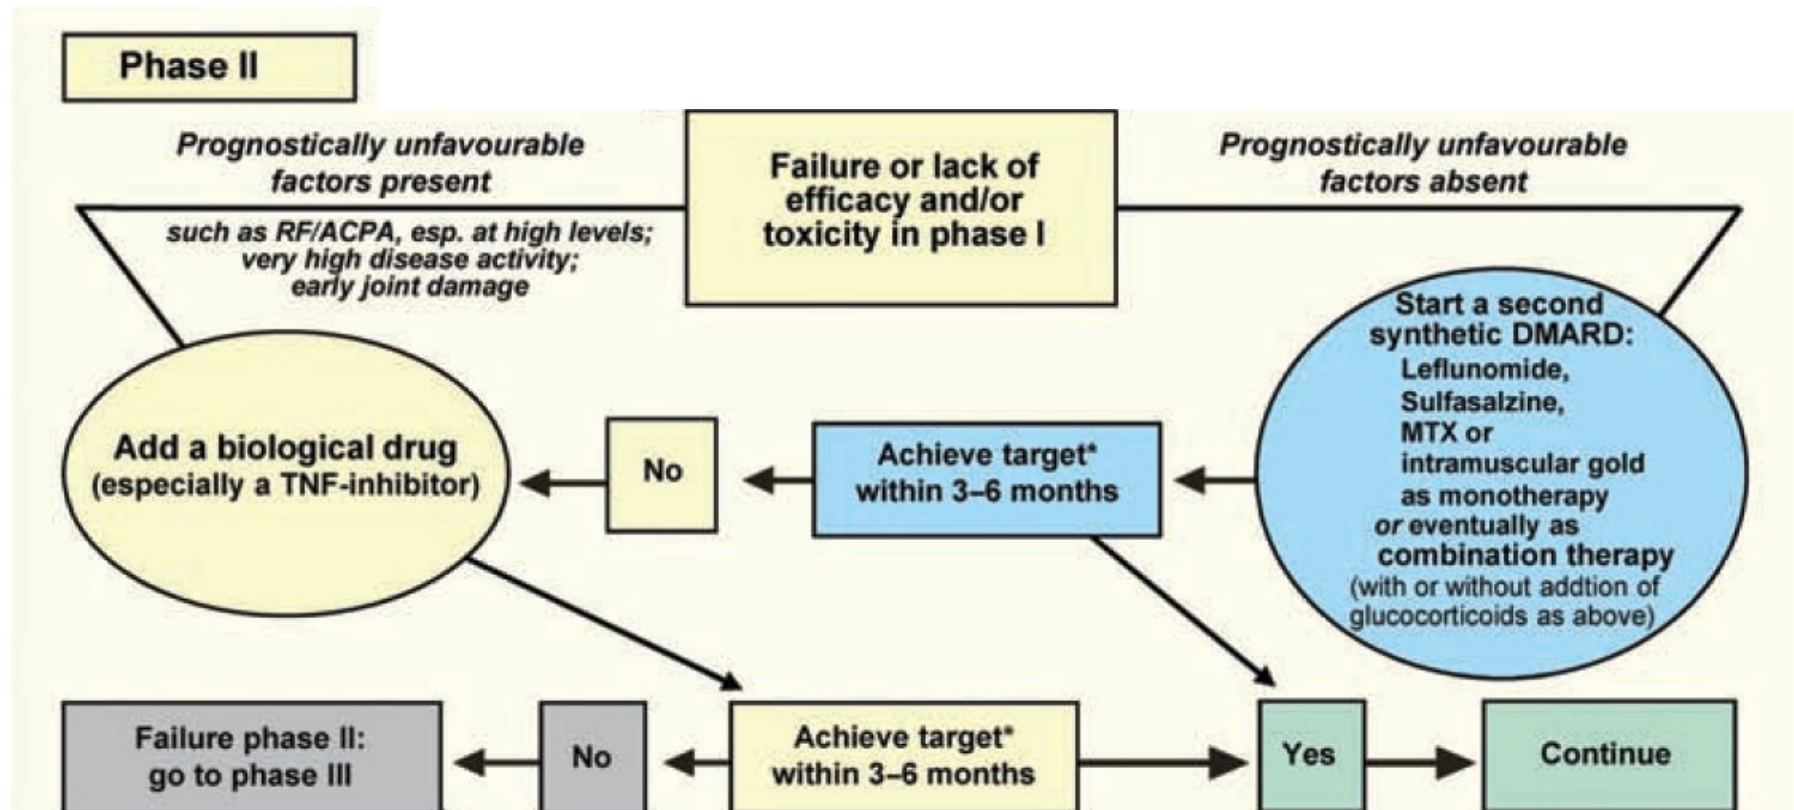 Phase II
Prognostically unfavourable
factors present
such as RF/ACPA, esp. at high levels;
very high disease activity;
early joint damage
Failure or lack of
efficacy and/or
toxicity in phase I
Prognostically unfavourable
factors absent
Start a second
synthetic DMARD:
Leflunomide,
Sulfasalzine,
MTX or
intramuscular gold
as monotherapy
or eventually as
combination therapy
(with or without addtion of
glucocorticoids as above)
Achieve target*
within 3–6 months
No
Add a biological drug
(especially a TNF-inhibitor)
Failure phase II:
go to phase III
No
Achieve target*
within 3–6 months
Yes
Continue